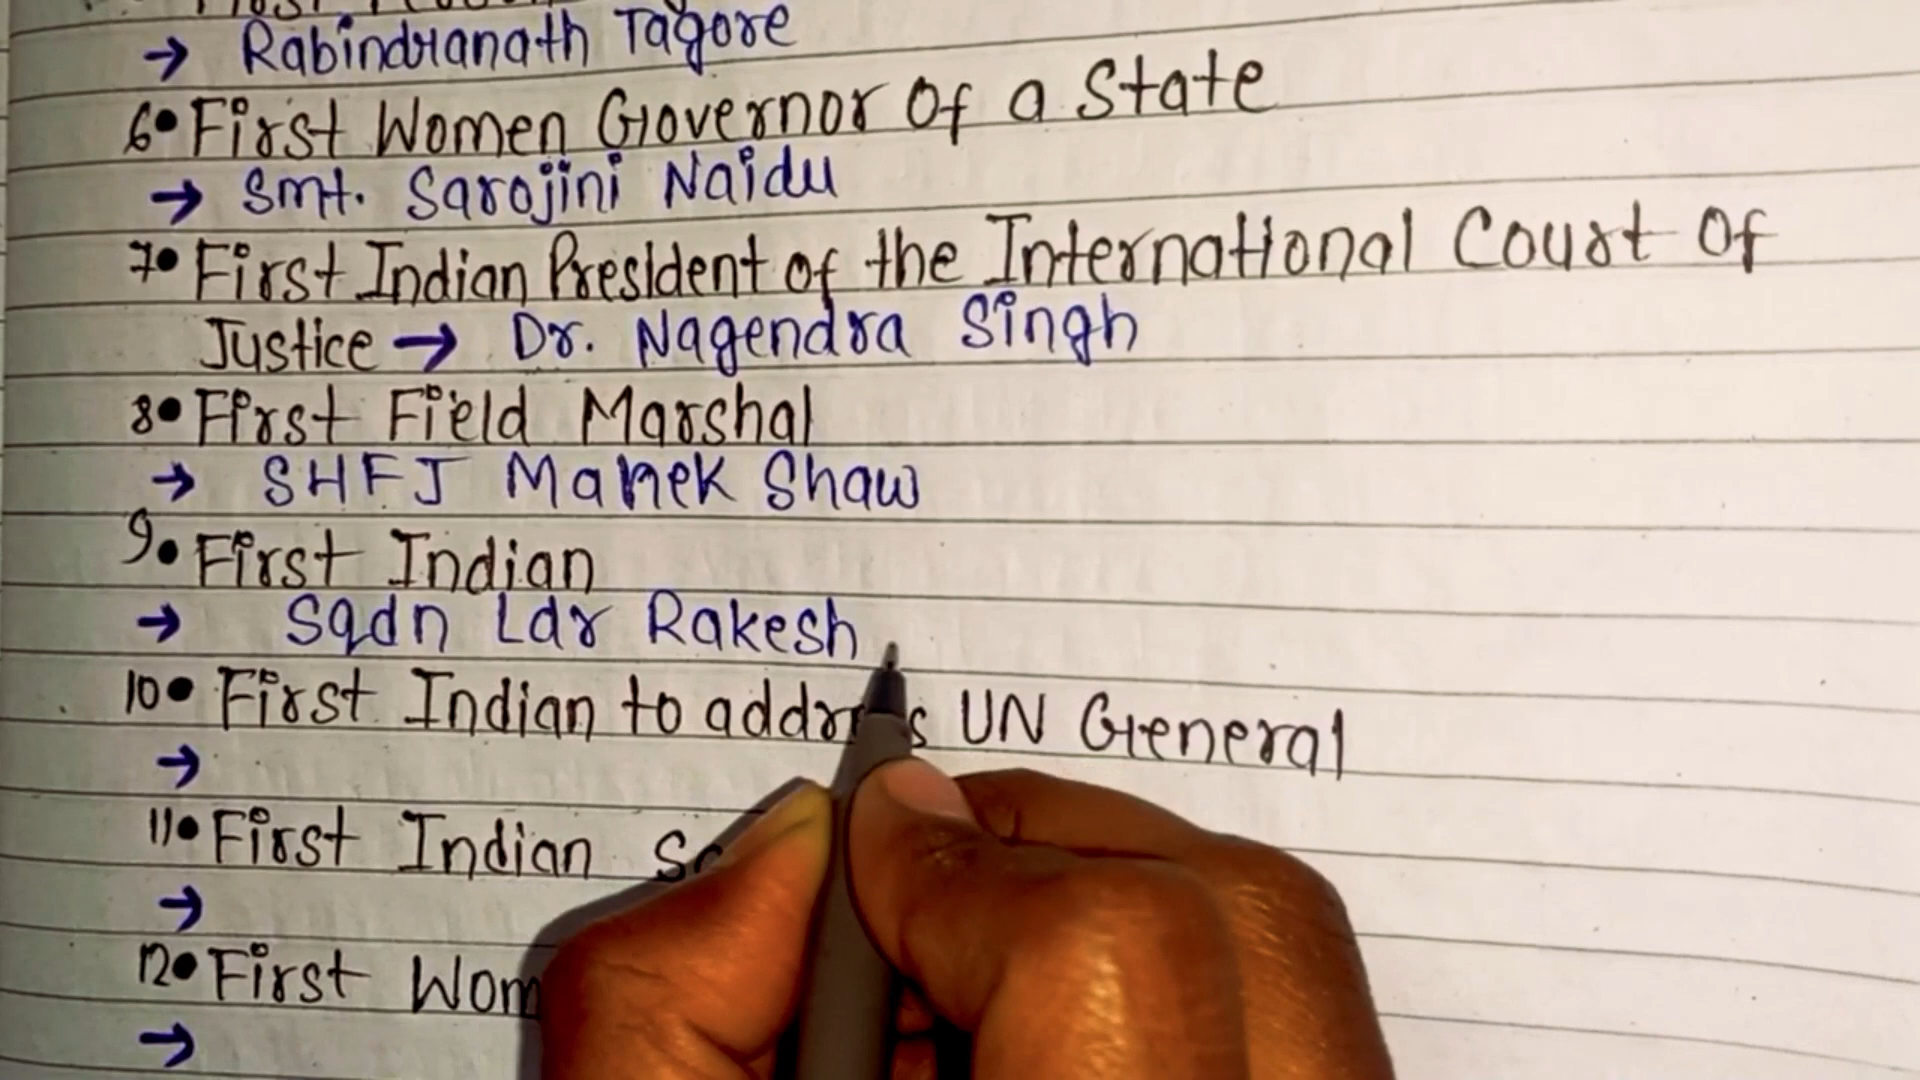 → Rabindranath Tagore
6• First Women Governor Of a State
→ Smt. Sarojini Naidu
7• First Indian President of the International Court Of
Justice → Dr. Nagendra Singh
8• First Field Marshal
→ SHFJ Manek Shaw
9• First Indian
→ Sqdn Ldr Rakesh
10• First Indian to address UN General
→
11• First Indian
→
12• First
→